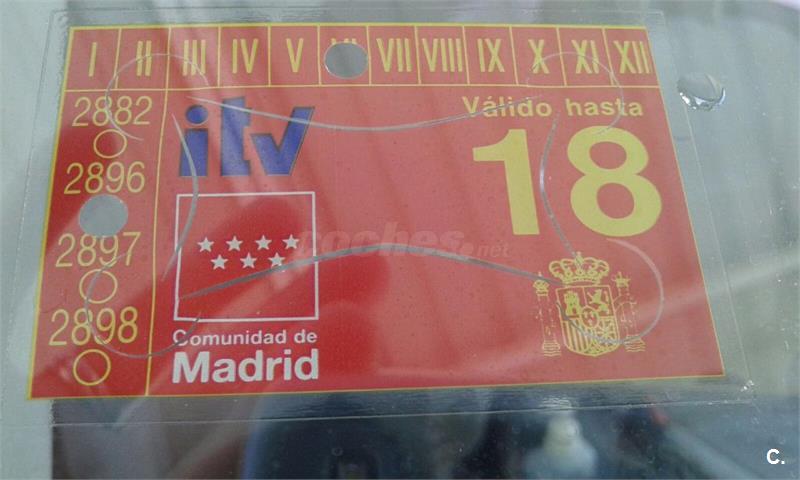 I II III IV V VII VIII IX X XI XII
2882
2896
2897
2898
itv
Válido hasta
18
Comunidad de
Madrid
coches.net
C.